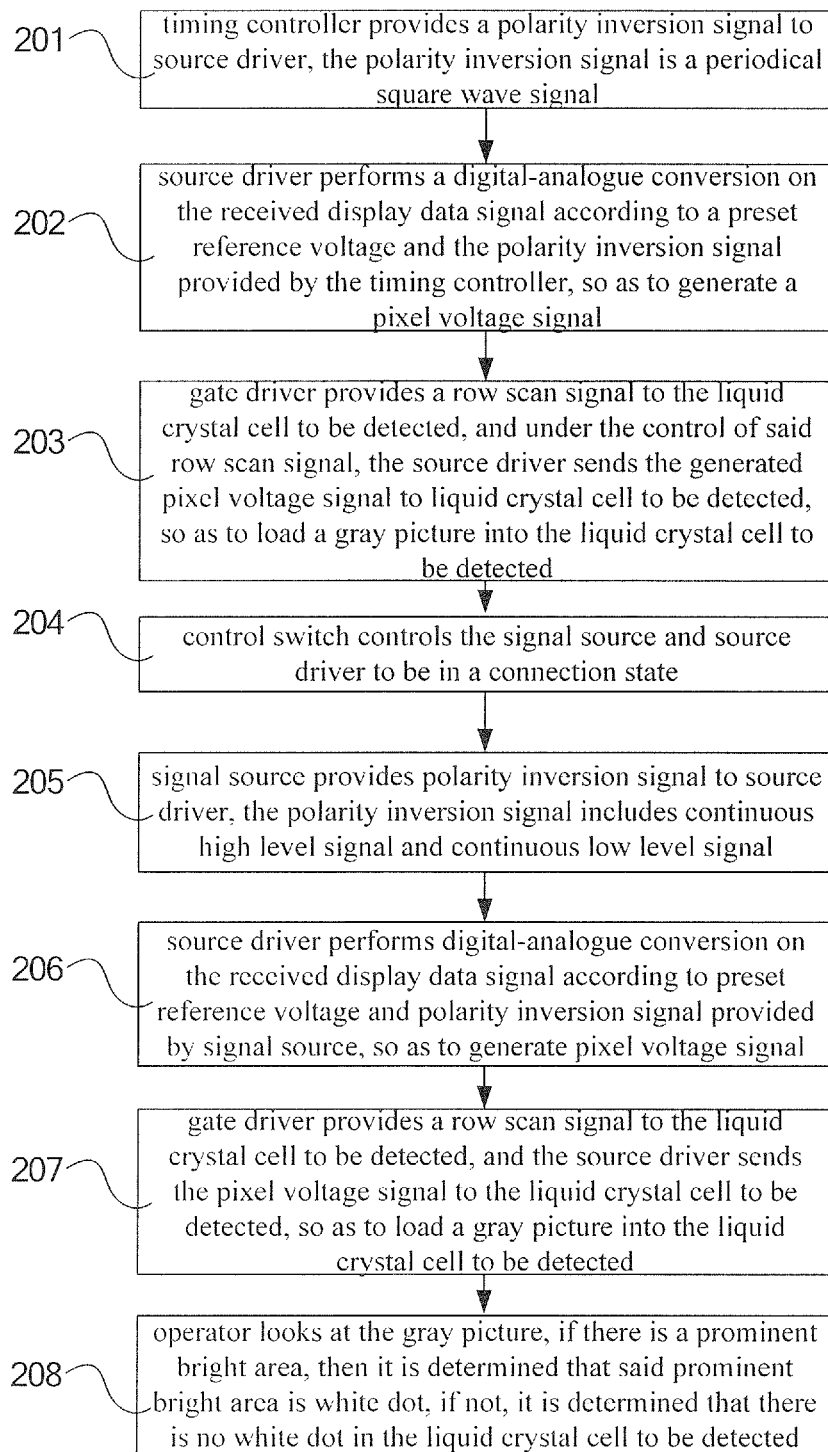 201
timing controller provides a polarity inversion signal to
source driver, the polarity inversion signal is a periodical
square wave signal
202
source driver performs a digital-analogue conversion on
the received display data signal according to a preset
reference voltage and the polarity inversion signal
provided by the timing controller, so as to generate a
pixel voltage signal
203
gate driver provides a row scan signal to the liquid
crystal cell to be detected, and under the control of said
row scan signal, the source driver sends the generated
pixel voltage signal to liquid crystal cell to be detected,
so as to load a gray picture into the liquid crystal cell to
be detected
204
control switch controls the signal source and source
driver to be in a connection state
205
signal source provides polarity inversion signal to source
driver, the polarity inversion signal includes continuous
high level signal and continuous low level signal
206
source driver performs digital-analogue conversion on
the received display data signal according to preset
reference voltage and polarity inversion signal provided
by signal source, so as to generate pixel voltage signal
207
gate driver provides a row scan signal to the liquid
crystal cell to be detected, and the source driver sends
the pixel voltage signal to the liquid crystal cell to be
detected, so as to load a gray picture into the liquid
crystal cell to be detected
208
operator looks at the gray picture, if there is a prominent
bright area, then it is determined that said prominent
bright area is white dot, if not, it is determined that there
is no white dot in the liquid crystal cell to be detected